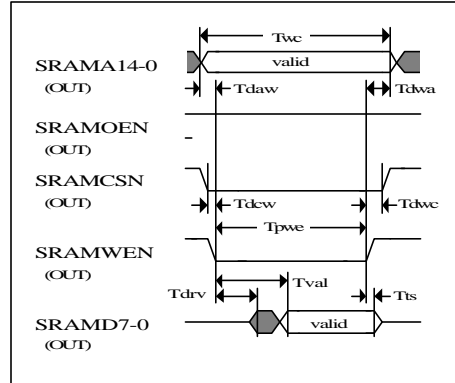 Twc
SRAMA14-0
valid
(OUT)
Tdaw
Tdwa
SRAMOEN
(OUT)
SRAMCSN
(OUT)
Tdcw
Tdwc
Tpwe
SRAMWEN
(OUT)
Tval
Tdrv
Tts
SRAMD7-0
valid
(OUT)